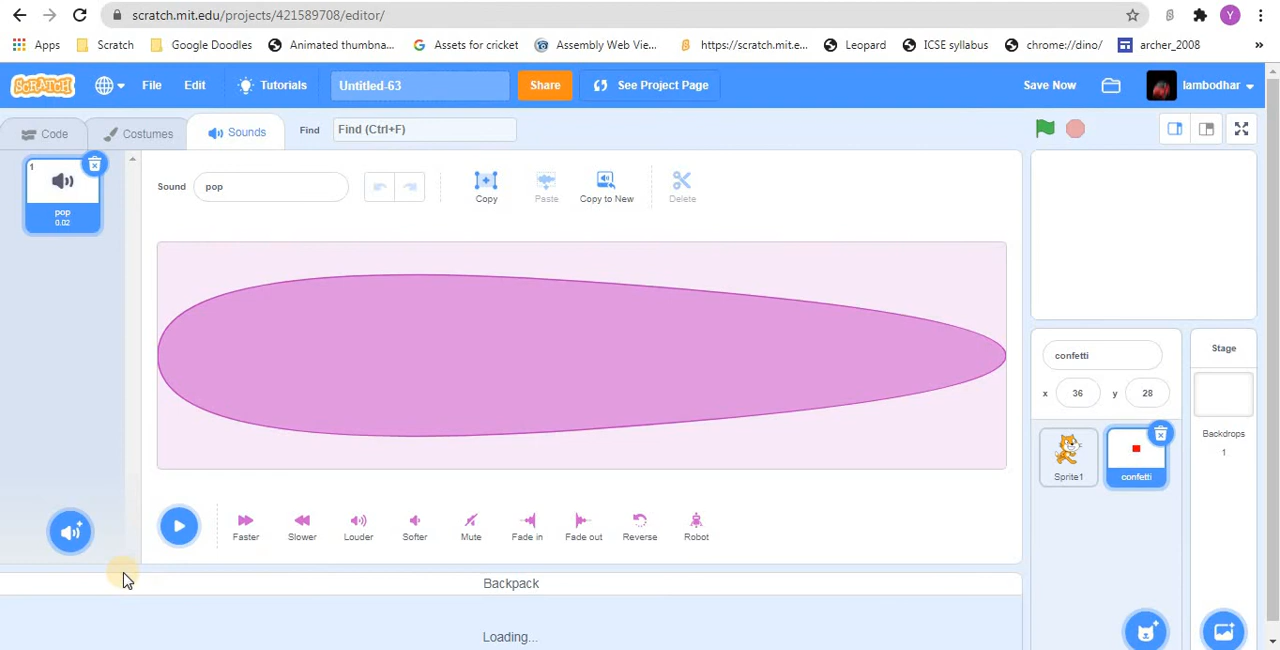 scratch.mit.edu/projects/421589708/editor/
Y
Apps Scratch Google Doodles Animated thumbna... Assets for cricket Assembly Web Vie... https://scratch.mit.e... Leopard ICSE syllabus chrome://dino/ archer_2008 »
SCRATCH File Edit Tutorials Untitled-63 Share See Project Page Save Now lambodhar
Code Costumes Sounds Find Find (Ctrl+F)
1
pop
0.02
Sound pop
Copy Paste Copy to New Delete
Faster Slower Louder Softer Mute Fade in Fade out Reverse Robot
Backpack
Loading...
confetti
x 36 y 28
Sprite1 confetti
Stage
Backdrops
1